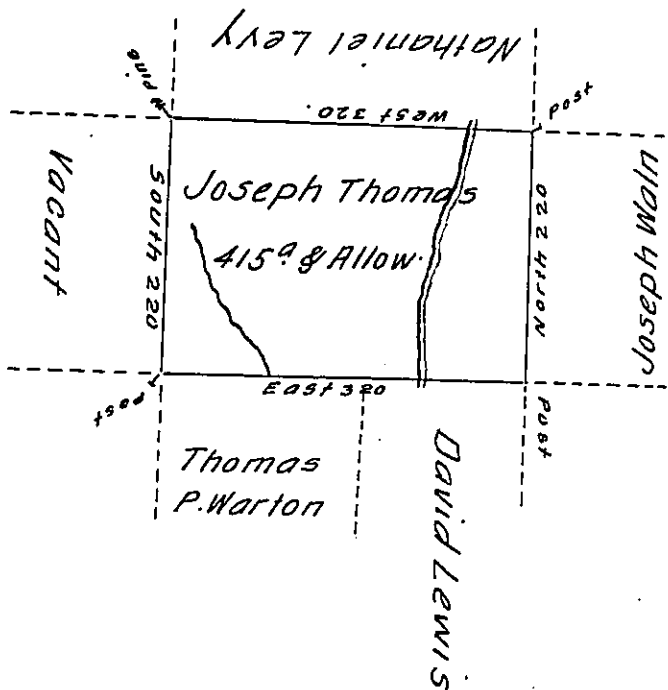 Nathaniel Levy
pine
West 320.
post
Vacant
South 220
Joseph Thomas
415a. & Allow.
North 220
Joseph Waln
post
East 320
Post
Thomas
P. Warton
David Lewis